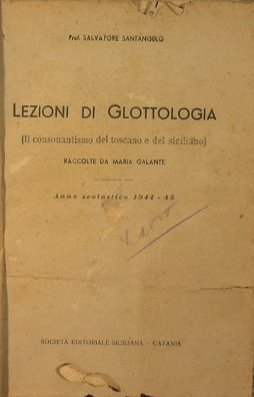 Prof. SALVATORE SANTANGELO
LEZIONI DI GLOTTOLOGIA
(Il consonantismo del toscano e del siciliano)
RACCOLTE DA MARIA GALANTE
Anno scolastico 1944-45
SOCIETÀ EDITORIALE SICILIANA - CATANIA